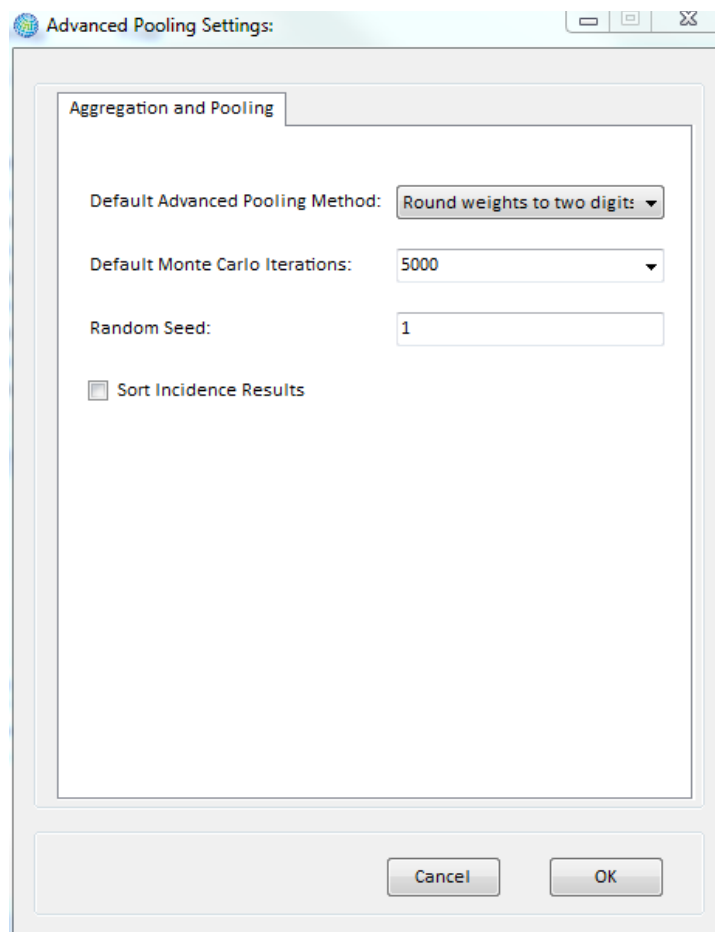 Advanced Pooling Settings:
Aggregation and Pooling
Default Advanced Pooling Method: Round weights to two digits
Default Monte Carlo Iterations: 5000
Random Seed: 1
Sort Incidence Results
Cancel OK